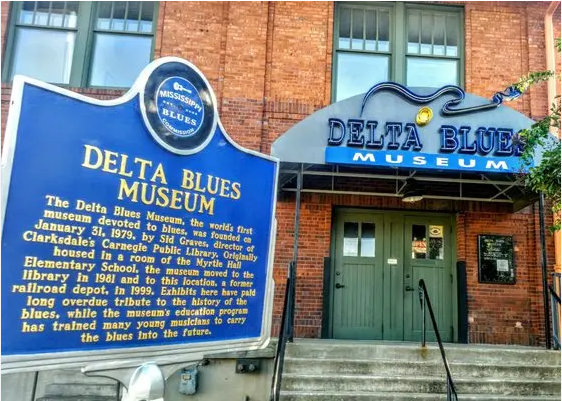 MISSISSIPPI
BLUES
COMMISSION
DELTA BLUES
MUSEUM
The Delta Blues Museum, the world's first
museum devoted to blues, was founded on
January 31, 1979, by Sid Graves, director of
Clarksdale's Carnegie Public Library. Originally
housed in a room of the Myrtle Hall
Elementary School, the museum moved to the
library in 1981 and to this location, a former
railroad depot, in 1999. Exhibits here have paid
long overdue tribute to the history of the
blues, while the museum's education program
has trained many young musicians to carry
the blues into the future.
DELTA BLUES
MUSEUM